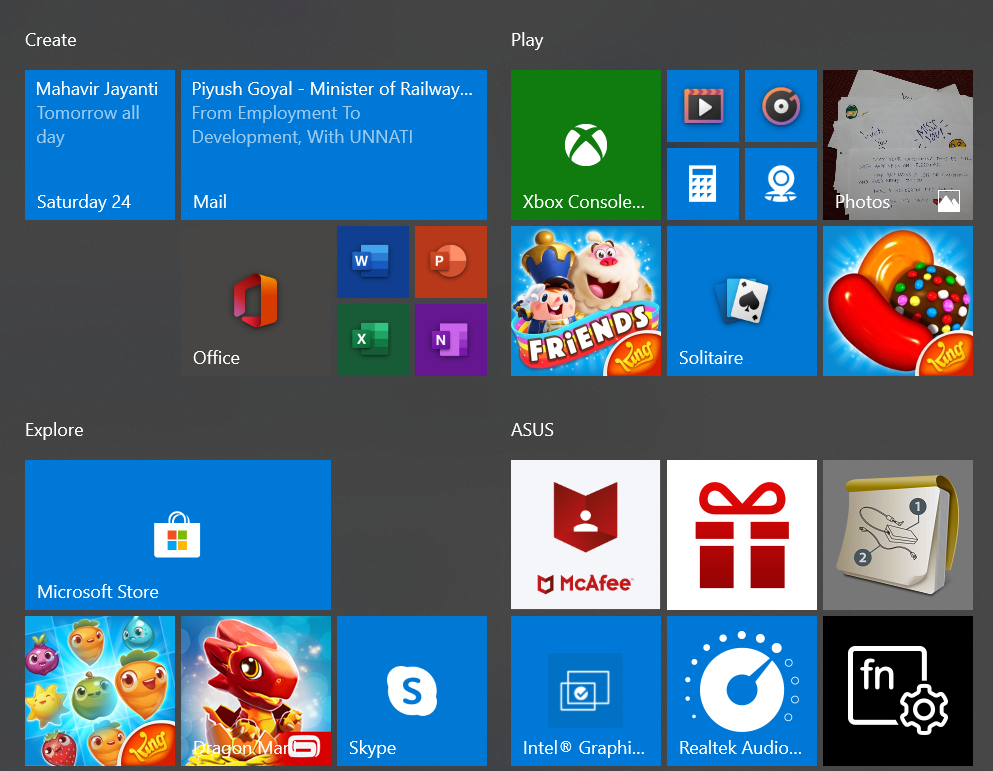 Create
Mahavir Jayanti
Tomorrow all
day
Saturday 24
Piyush Goyal - Minister of Railway...
From Employment To
Development, With UNNATI
Mail
Office
W
P
X
N
Play
Xbox Console...
MISS
YOU!
Photos
FRiENDS
King
Solitaire
King
Explore
Microsoft Store
King
Dragon Man
S
Skype
ASUS
McAfee
1
2
Intel® Graphi...
Realtek Audio...
fn